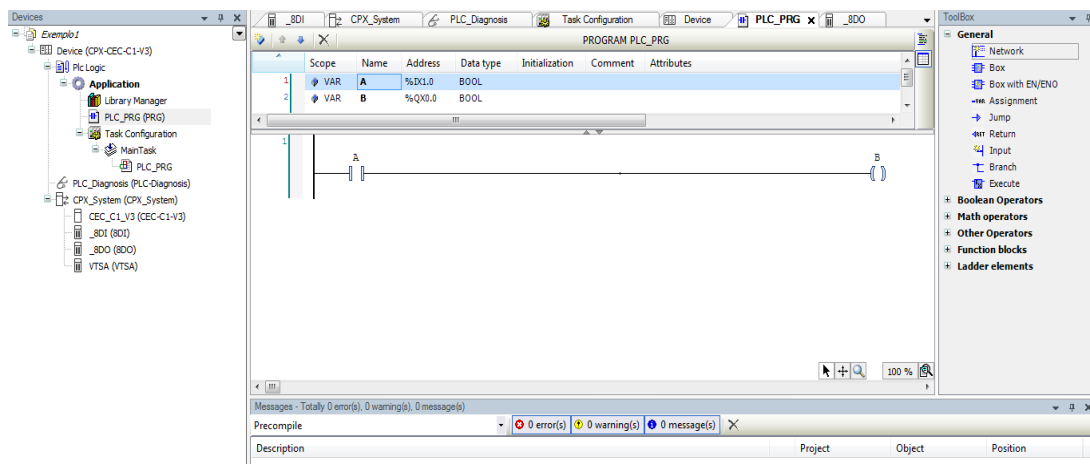 Devices
Exemplo1
Device (CPX-CEC-C1-V3)
Plc Logic
Application
Library Manager
PLC_PRG (PRG)
Task Configuration
MainTask
PLC_PRG
PLC_Diagnosis (PLC-Diagnosis)
CPX_System (CPX_System)
CEC_C1_V3 (CEC-C1-V3)
_8DI (8DI)
_8DO (8DO)
VTSA (VTSA)
_8DI CPX_System PLC_Diagnosis Task Configuration Device PLC_PRG X _8DO
PROGRAM PLC_PRG
Scope Name Address Data type Initialization Comment Attributes
1 VAR A %IX1.0 BOOL
2 VAR B %QX0.0 BOOL
1
A B
100 %
Messages - Totally 0 error(s), 0 warning(s), 0 message(s)
Precompile 0 error(s) 0 warning(s) 0 message(s)
Description Project Object Position
ToolBox
General
Network
Box
Box with EN/ENO
Assignment
Jump
Return
Input
Branch
Execute
Boolean Operators
Math operators
Other Operators
Function blocks
Ladder elements